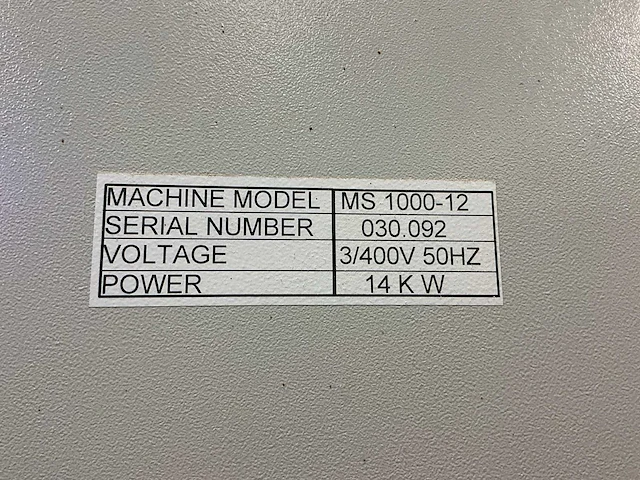 MACHINE MODEL MS 1000-12
SERIAL NUMBER 030.092
VOLTAGE 3/400V 50HZ
POWER 14 K W